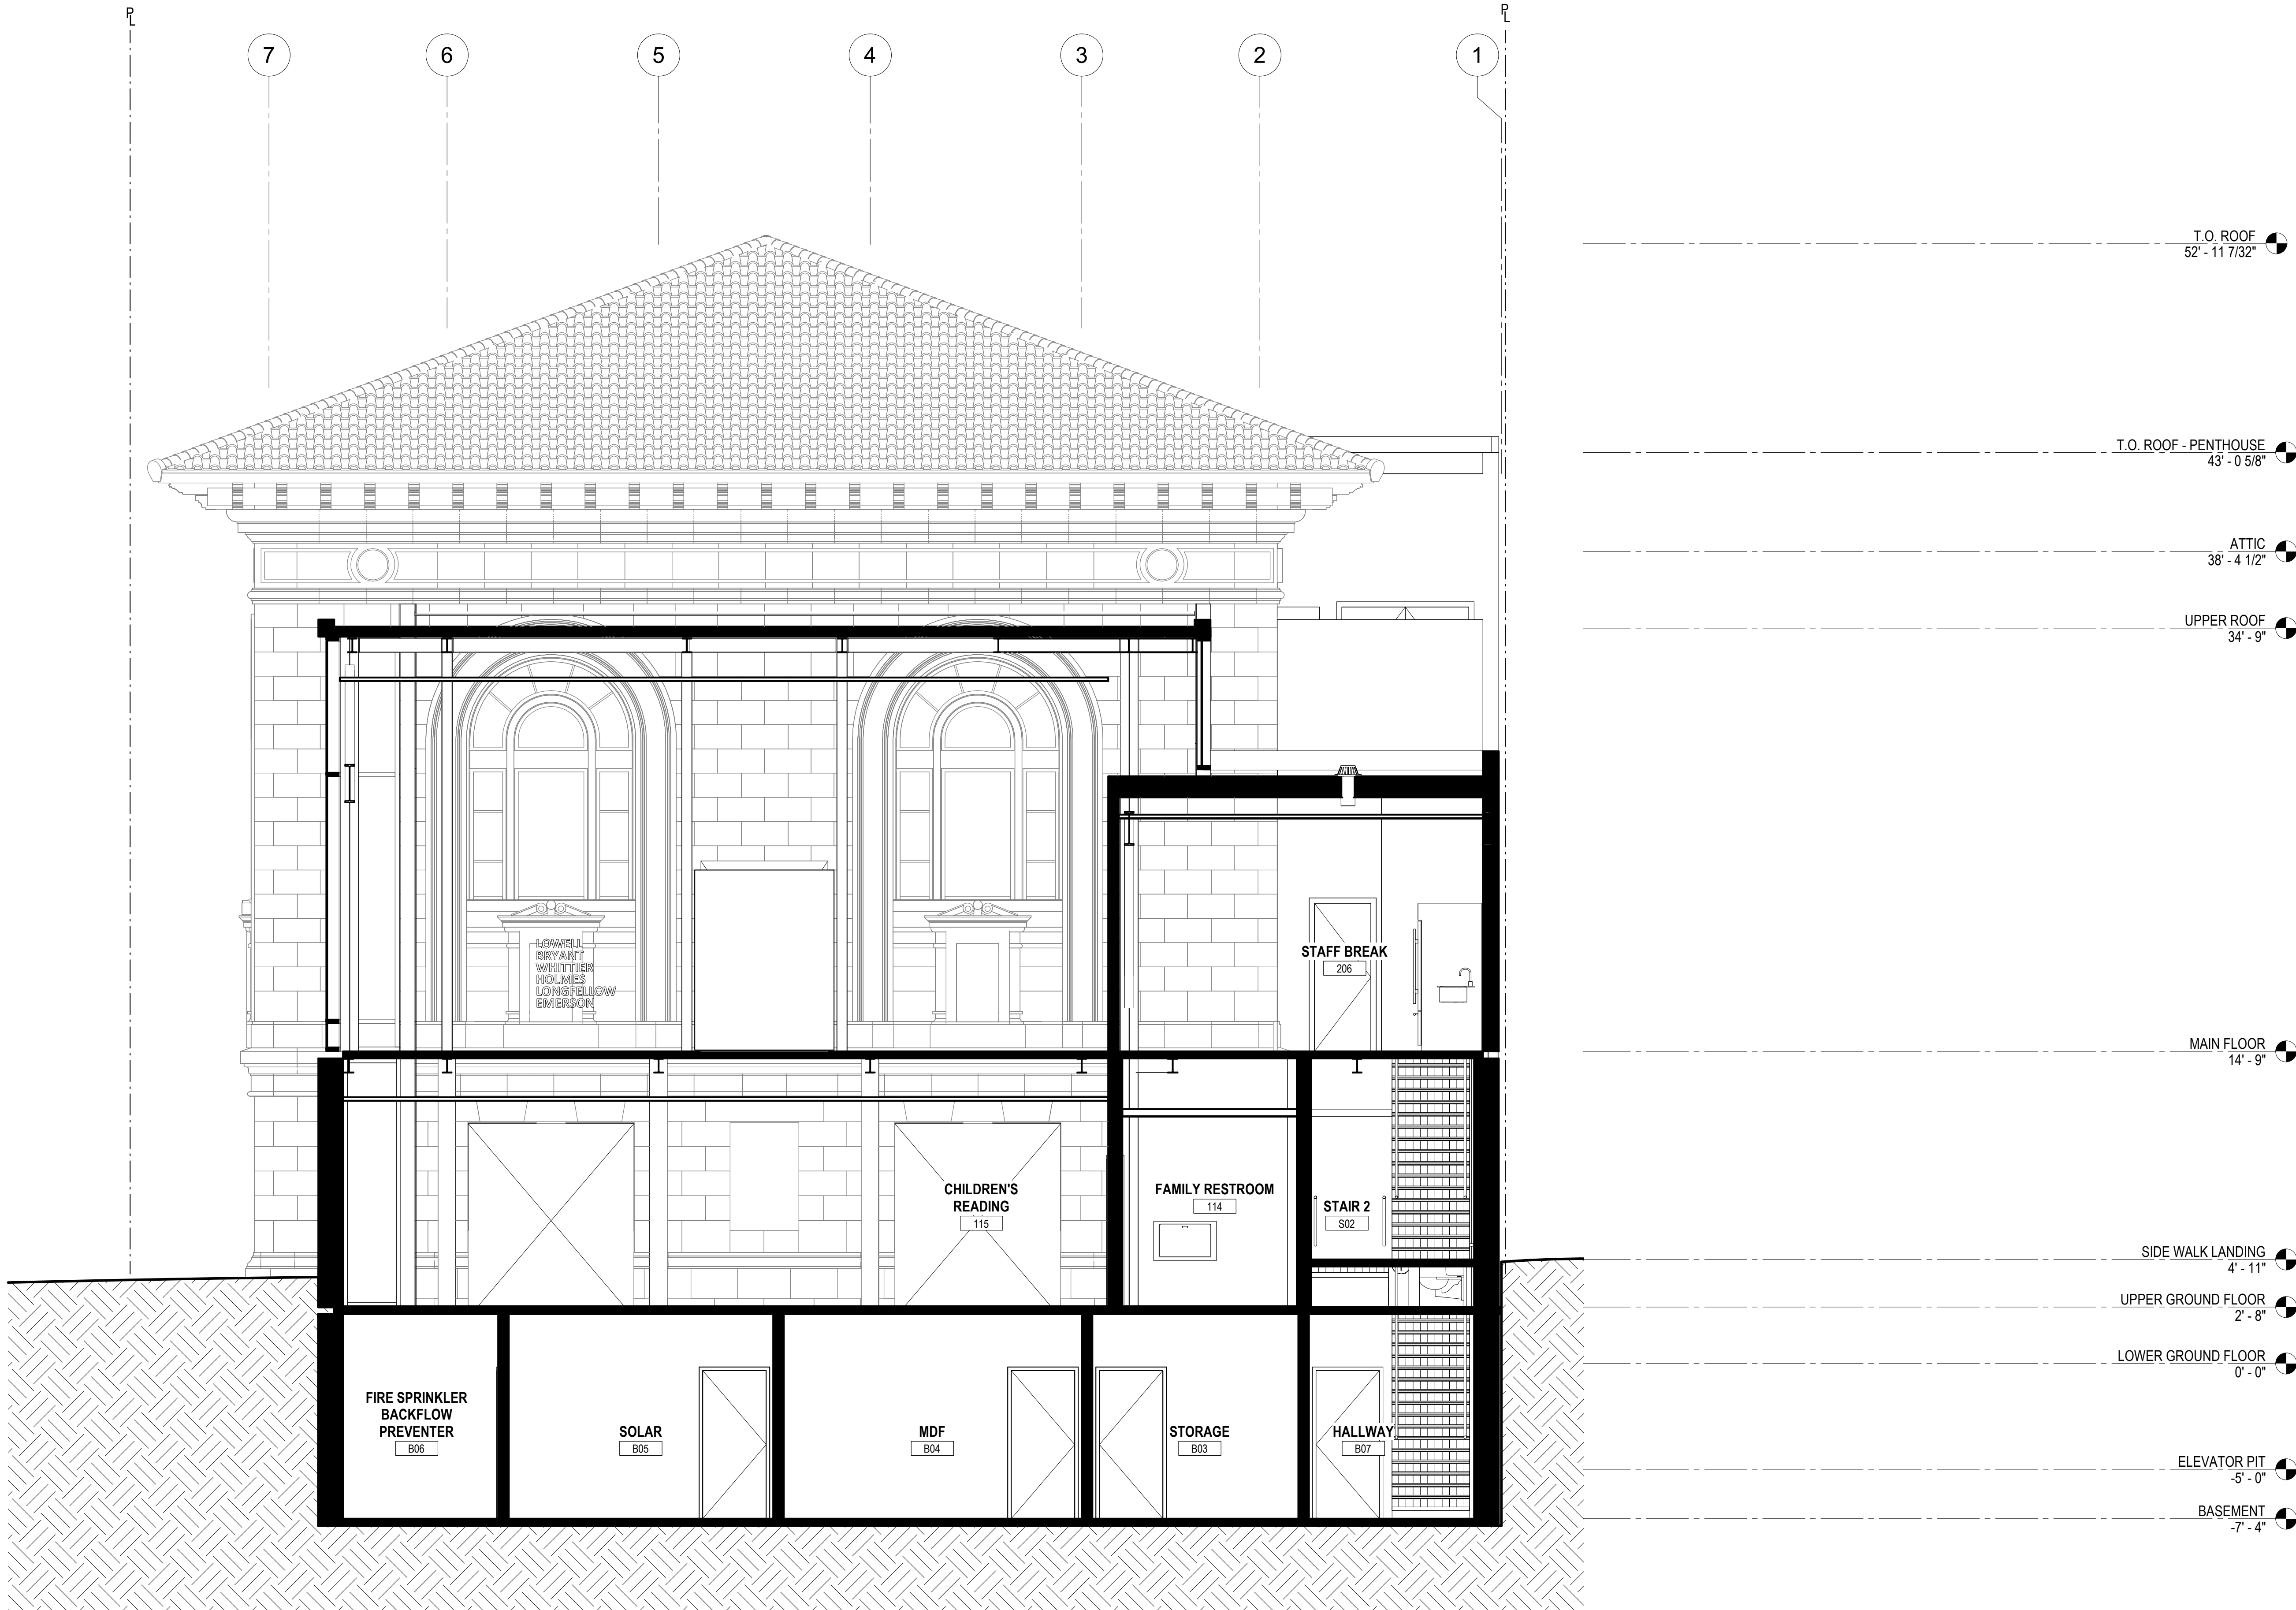 PL
PL
7
6
5
4
3
2
1
T.O. ROOF
52' - 11 7/32"
T.O. ROOF - PENTHOUSE
43' - 0 5/8"
ATTIC
38' - 4 1/2"
UPPER ROOF
34' - 9"
LOWELL
BRYANT
WHITTIER
HOLMES
LONGFELLOW
EMERSON
STAFF BREAK
206
MAIN FLOOR
14' - 9"
CHILDREN'S
READING
115
FAMILY RESTROOM
114
STAIR 2
S02
SIDE WALK LANDING
4' - 11"
UPPER GROUND FLOOR
2' - 8"
LOWER GROUND FLOOR
0' - 0"
FIRE SPRINKLER
BACKFLOW
PREVENTER
B06
SOLAR
B05
MDF
B04
STORAGE
B03
HALLWAY
B07
ELEVATOR PIT
-5' - 0"
BASEMENT
-7' - 4"